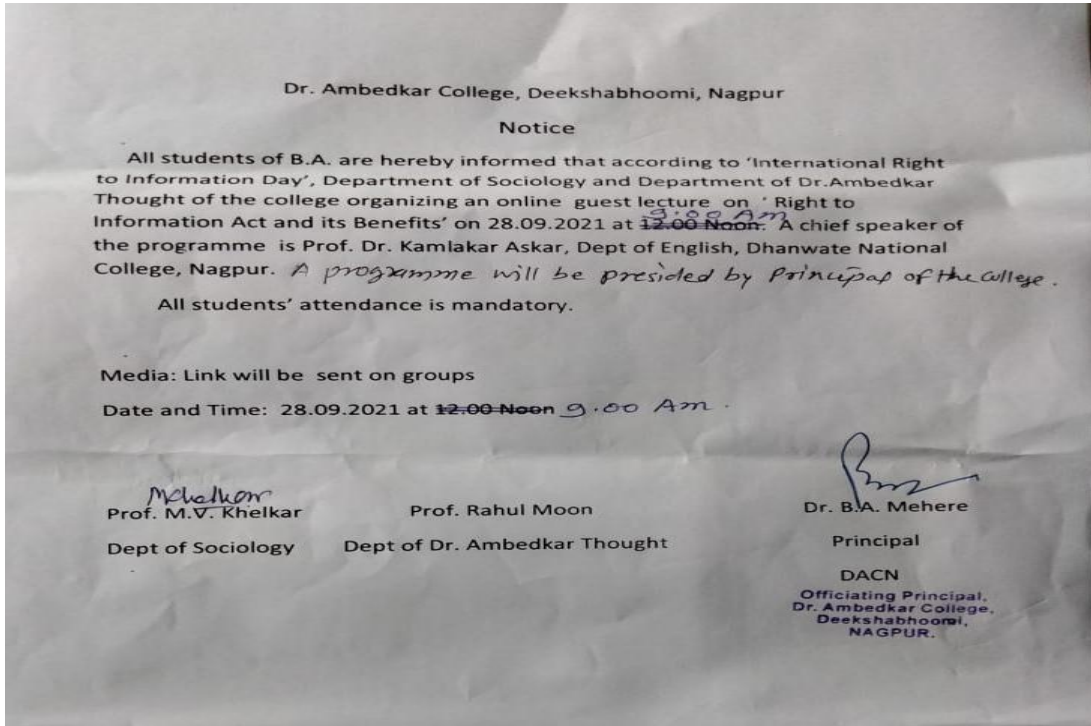 Dr. Ambedkar College, Deekshabhoomi, Nagpur
Notice
All students of B.A. are hereby informed that according to ‘International Right
to Information Day’, Department of Sociology and Department of Dr.Ambedkar
Thought of the college organizing an online guest lecture on ‘ Right to
9:00 Am
Information Act and its Benefits’ on 28.09.2021 at 12.00 Noon. A chief speaker of
the programme is Prof. Dr. Kamlakar Askar, Dept of English, Dhanwate National
College, Nagpur. A programme will be presided by Principal of the College.
All students’ attendance is mandatory.
Media: Link will be sent on groups
Date and Time: 28.09.2021 at 12.00 Noon 9.00 Am.
Prof. M.V. Khelkar Prof. Rahul Moon Dr. B.A. Mehere
Dept of Sociology Dept of Dr. Ambedkar Thought Principal
DACN
Officiating Principal,
Dr. Ambedkar College,
Deekshabhoomi,
NAGPUR.